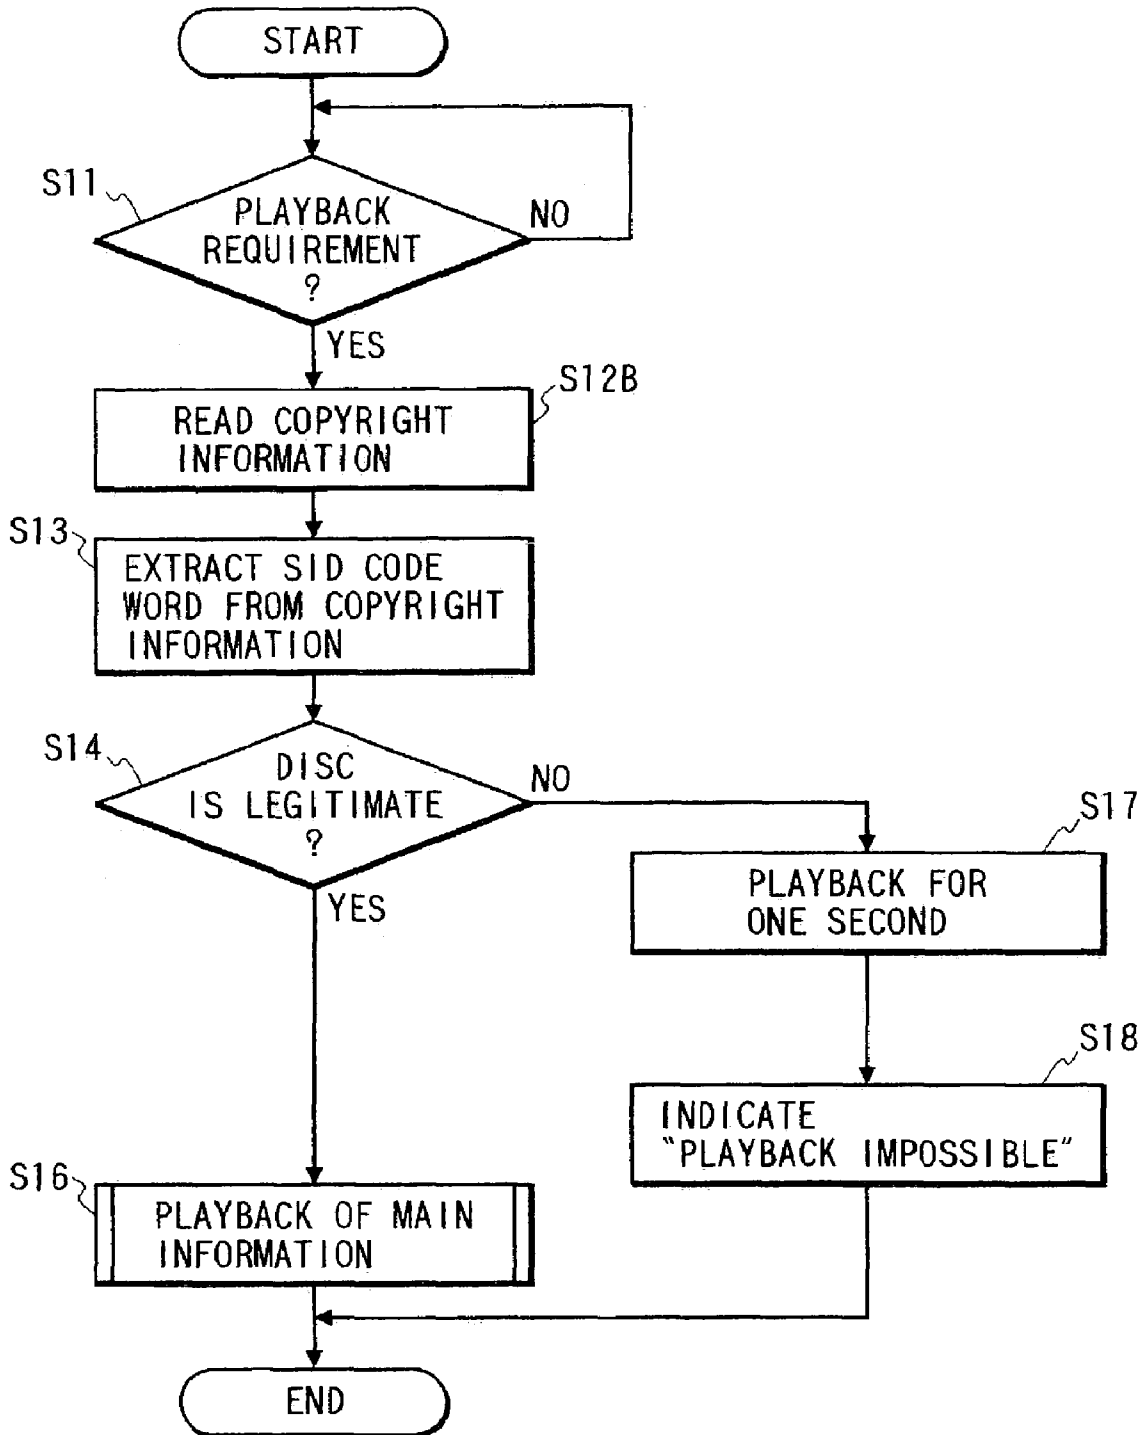 START
S11
PLAYBACK
REQUIREMENT
?
NO
YES
S12B
READ COPYRIGHT
INFORMATION
S13
EXTRACT SID CODE
WORD FROM COPYRIGHT
INFORMATION
S14
DISC
IS LEGITIMATE
?
NO
YES
S17
PLAYBACK FOR
ONE SECOND
S18
INDICATE
"PLAYBACK IMPOSSIBLE"
S16
PLAYBACK OF MAIN
INFORMATION
END